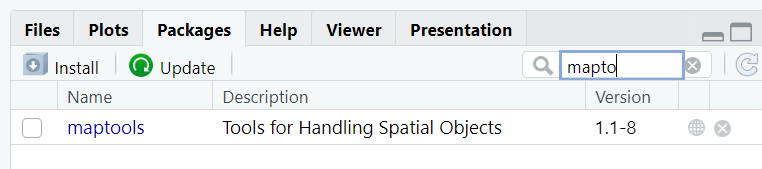 Files Plots Packages Help Viewer Presentation
Install Update mapto
Name Description Version
maptools Tools for Handling Spatial Objects 1.1-8